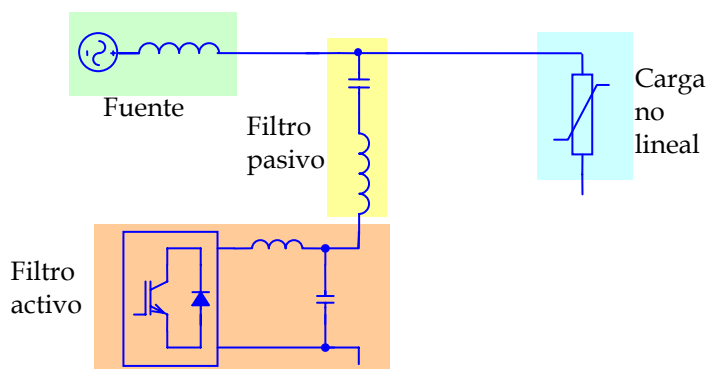 Fuente
Filtro
pasivo
Carga
no
lineal
Filtro
activo